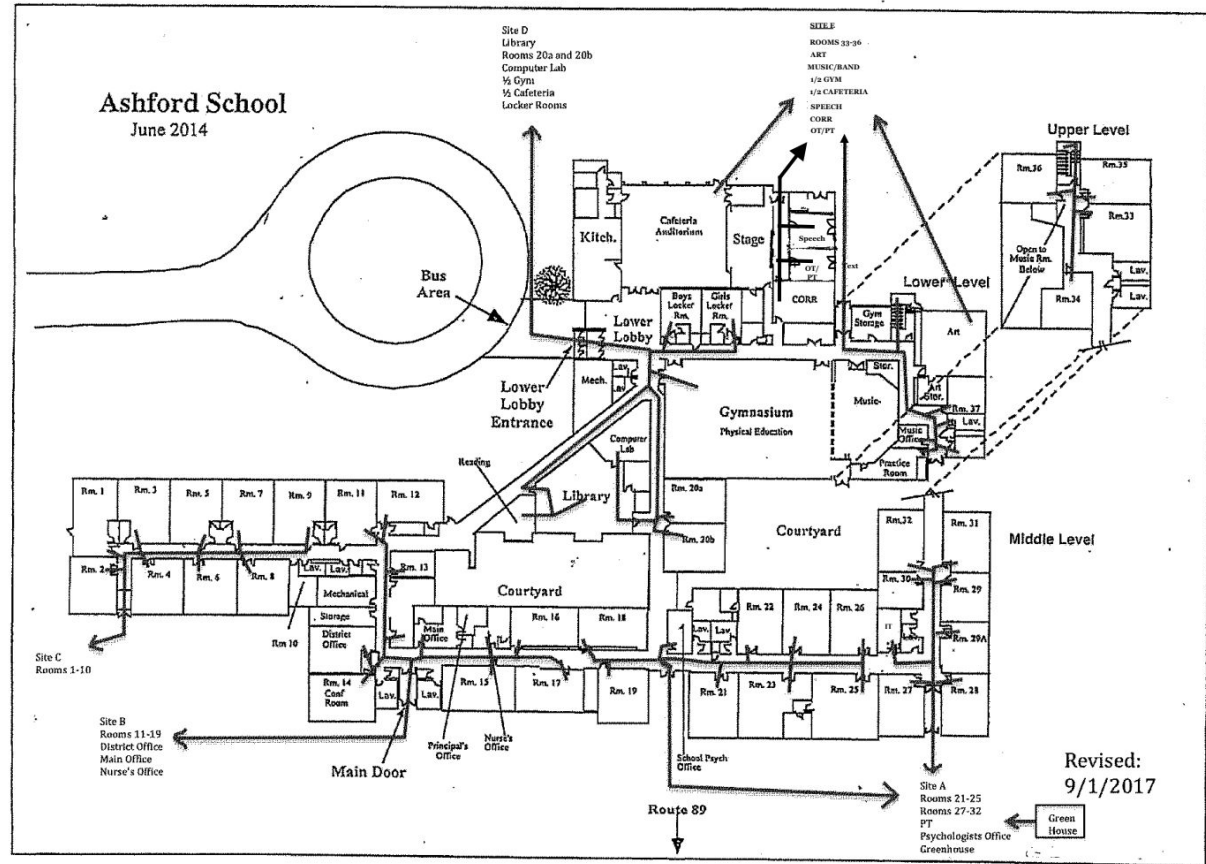 Ashford School
June 2014
Site D
Library
Rooms 20a and 20b
Computer Lab
½ Gym
½ Cafeteria
Locker Rooms
SITE E
ROOMS 33-36
ART
MUSIC/BAND
1/2 GYM
1/2 CAFETERIA
SPEECH
CORR
OT/PT
Upper Level
Rm.36
Rm.35
Rm.33
Open to
Music Rm.
Below
Rm.34
Lav.
Lav.
Bus
Area
Kitch.
Cafeteria
Auditorium
Stage
Speech
OT/
PT
CORR
Boys
Locker
Rm.
Girls
Locker
Rm.
Lower
Lobby
Lower Level
Gym
Storage
Art
Art
Stor.
Rm.37
Lav.
Stor.
Music
Music
Office
Practice
Room
Lower
Lobby
Entrance
Mech.
Lav.
Lav.
Gymnasium
Physical Education
Computer
Lab
Reading
Library
Rm. 20a
Rm. 20b
Courtyard
Middle Level
Rm. 1
Rm. 3
Rm. 5
Rm. 7
Rm. 9
Rm. 11
Rm. 12
Rm. 2
Rm. 4
Rm. 6
Rm. 8
Lav.
Lav.
Rm. 13
Mechanical
Storage
Rm 10
District
Office
Rm. 14
Conf
Room
Lav.
Lav.
Courtyard
Main
Office
Rm. 16
Rm. 18
Rm. 15
Rm. 17
Rm. 19
Lav.
Lav.
Rm. 22
Rm. 24
Rm. 26
Rm. 21
Rm. 23
Rm. 25
Rm. 27
Rm. 28
IT
Rm. 30
Rm.32
Rm. 31
Rm. 29
Rm. 29A
Site C
Rooms 1-10
Site B
Rooms 11-19
District Office
Main Office
Nurse's Office
Main Door
Principal's
Office
Nurse's
Office
School Psych
Office
Route 89
Site A
Rooms 21-25
Rooms 27-32
PT
Psychologists Office
Greenhouse
Green
House
Revised:
9/1/2017